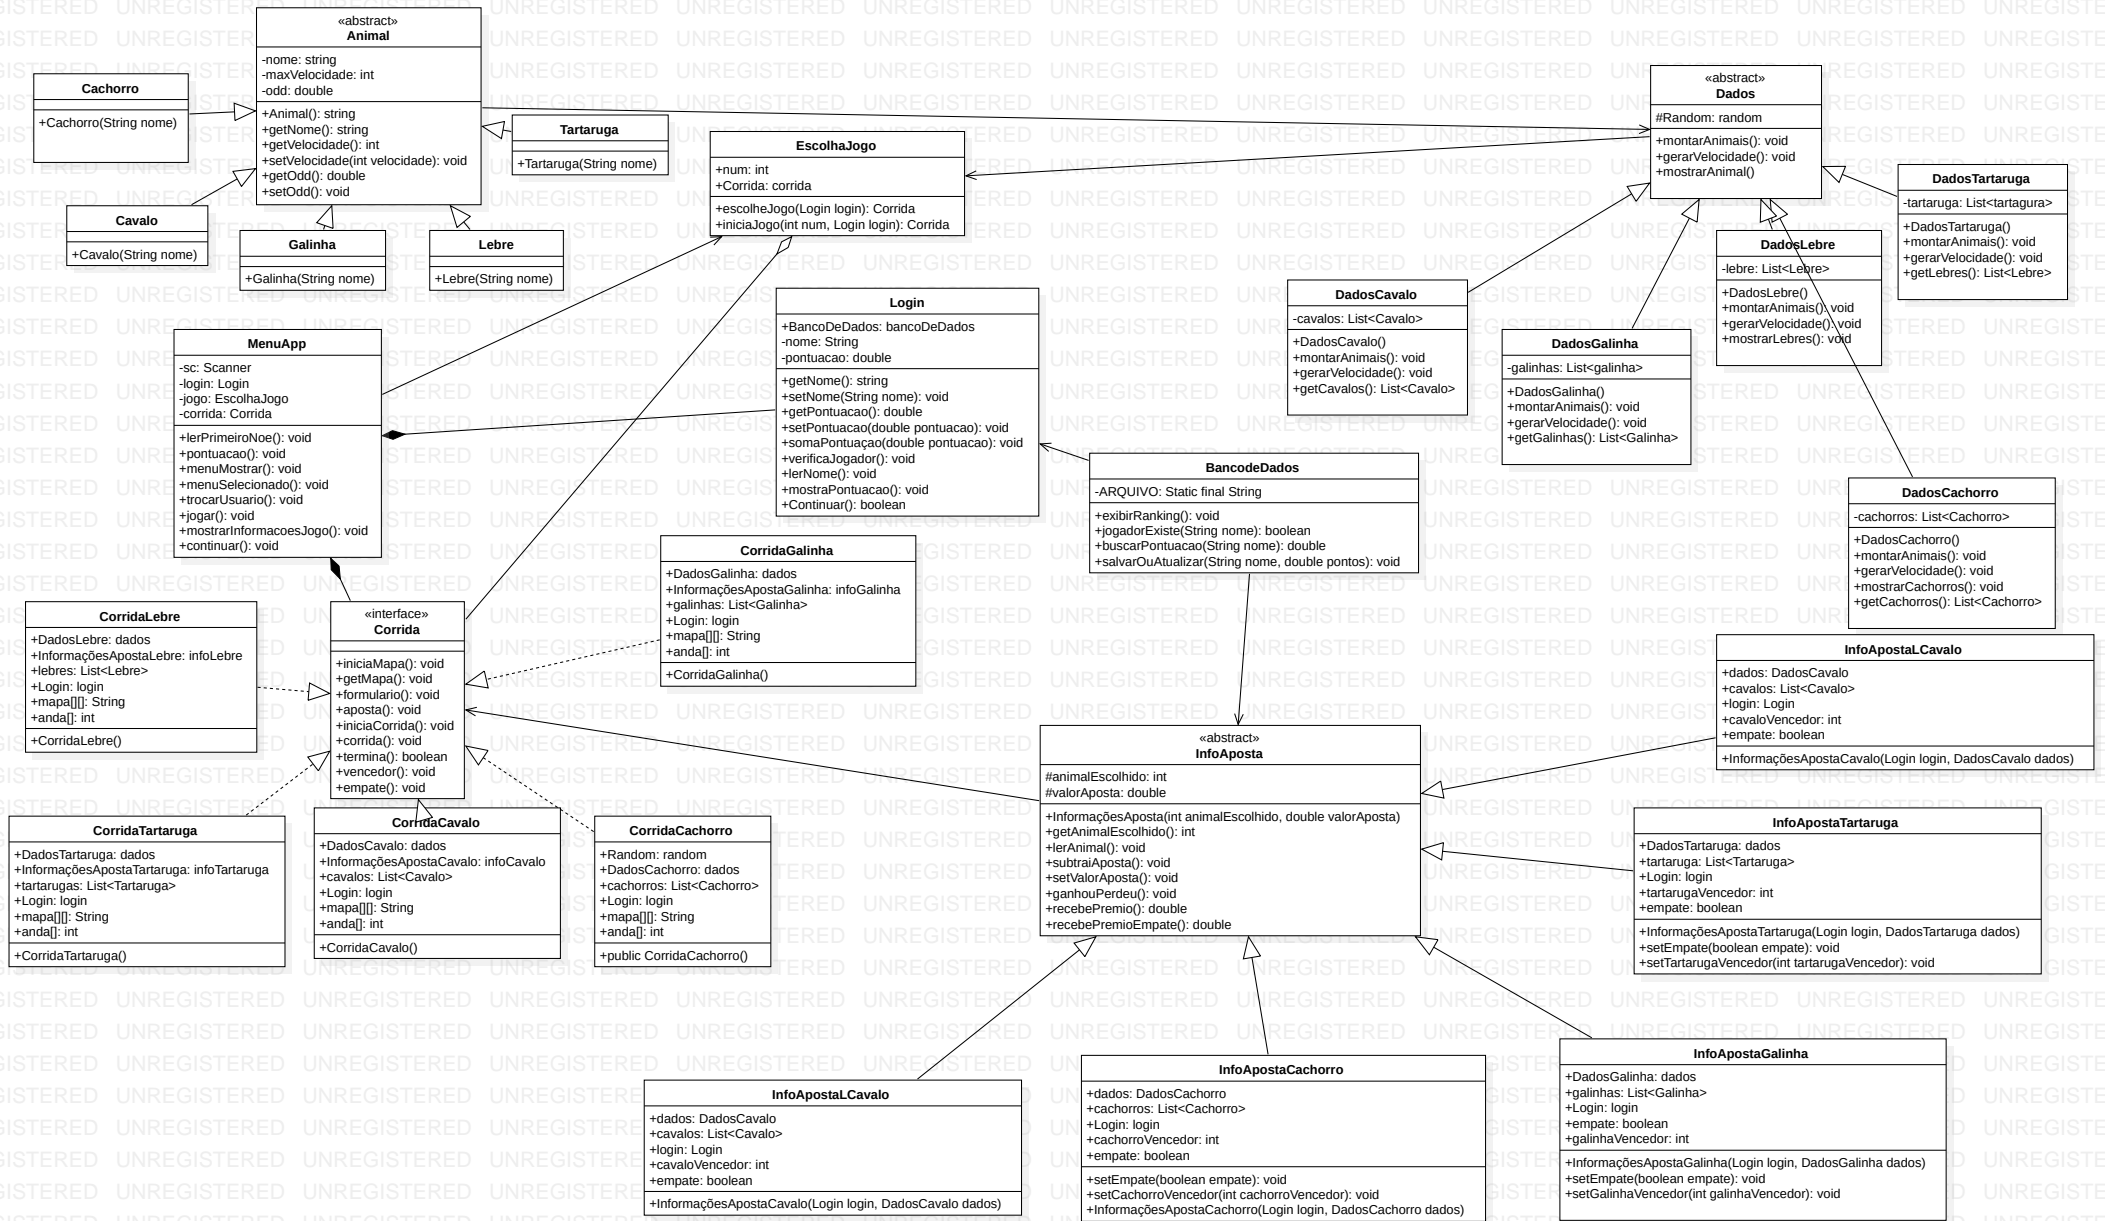 «abstract»
Animal
-nome: string
-maxVelocidade: int
-odd: double
+Animal(): string
+getNome(): string
+getVelocidade(): int
+setVelocidade(int velocidade): void
+getOdd(): double
+setOdd(): void
Cachorro
+Cachorro(String nome)
Tartaruga
+Tartaruga(String nome)
Cavalo
+Cavalo(String nome)
Galinha
+Galinha(String nome)
Lebre
+Lebre(String nome)
EscolhaJogo
+num: int
+Corrida: corrida
+escolheJogo(Login login): Corrida
+iniciaJogo(int num, Login login): Corrida
«abstract»
Dados
#Random: random
+montarAnimais(): void
+gerarVelocidade(): void
+mostrarAnimal()
DadosTartaruga
-tartaruga: List<tartagura>
+DadosTartaruga()
+montarAnimais(): void
+gerarVelocidade(): void
+getLebres(): List<Lebre>
DadosLebre
-lebre: List<Lebre>
+DadosLebre()
+montarAnimais(): void
+gerarVelocidade(): void
+mostrarLebres(): void
DadosCavalo
-cavalos: List<Cavalo>
+DadosCavalo()
+montarAnimais(): void
+gerarVelocidade(): void
+getCavalos(): List<Cavalo>
DadosGalinha
-galinhas: List<galinha>
+DadosGalinha()
+montarAnimais(): void
+gerarVelocidade(): void
+getGalinhas(): List<Galinha>
DadosCachorro
-cachorros: List<Cachorro>
+DadosCachorro()
+montarAnimais(): void
+gerarVelocidade(): void
+mostrarCachorros(): void
+getCachorros(): List<Cachorro>
MenuApp
-sc: Scanner
-login: Login
-jogo: EscolhaJogo
-corrida: Corrida
+lerPrimeiroNoe(): void
+pontuacao(): void
+menuMostrar(): void
+menuSelecionado(): void
+trocarUsuario(): void
+jogar(): void
+mostrarInformacoesJogo(): void
+continuar(): void
Login
+BancoDeDados: bancoDeDados
-nome: String
-pontuacao: double
+getNome(): string
+setNome(String nome): void
+getPontuacao(): double
+setPontuacao(double pontuacao): void
+somaPontuaçao(double pontuacao): void
+verificaJogador(): void
+lerNome(): void
+mostraPontuacao(): void
+Continuar(): boolean
BancodeDados
-ARQUIVO: Static final String
+exibirRanking(): void
+jogadorExiste(String nome): boolean
+buscarPontuacao(String nome): double
+salvarOuAtualizar(String nome, double pontos): void
CorridaGalinha
+DadosGalinha: dados
+InformaçõesApostaGalinha: infoGalinha
+galinhas: List<Galinha>
+Login: login
+mapa[][]: String
+anda[]: int
+CorridaGalinha()
CorridaLebre
+DadosLebre: dados
+InformaçõesApostaLebre: infoLebre
+lebres: List<Lebre>
+Login: login
+mapa[][]: String
+anda[]: int
+CorridaLebre()
«interface»
Corrida
+iniciaMapa(): void
+getMapa(): void
+formulario(): void
+aposta(): void
+iniciaCorrida(): void
+corrida(): void
+termina(): boolean
+vencedor(): void
+empate(): void
CorridaTartaruga
+DadosTartaruga: dados
+InformaçõesApostaTartaruga: infoTartaruga
+tartarugas: List<Tartaruga>
+Login: login
+mapa[][]: String
+anda[]: int
+CorridaTartaruga()
CorridaCavalo
+DadosCavalo: dados
+InformaçõesApostaCavalo: infoCavalo
+cavalos: List<Cavalo>
+Login: login
+mapa[][]: String
+anda[]: int
+CorridaCavalo()
CorridaCachorro
+Random: random
+DadosCachorro: dados
+cachorros: List<Cachorro>
+Login: login
+mapa[][]: String
+anda[]: int
+public CorridaCachorro()
«abstract»
InfoAposta
#animalEscolhido: int
#valorAposta: double
+InformaçõesAposta(int animalEscolhido, double valorAposta)
+getAnimalEscolhido(): int
+lerAnimal(): void
+subtraiAposta(): void
+setValorAposta(): void
+ganhouPerdeu(): void
+recebePremio(): double
+recebePremioEmpate(): double
InfoApostaLCavalo
+dados: DadosCavalo
+cavalos: List<Cavalo>
+login: Login
+cavaloVencedor: int
+empate: boolean
+InformaçõesApostaCavalo(Login login, DadosCavalo dados)
InfoApostaTartaruga
+DadosTartaruga: dados
+tartaruga: List<Tartaruga>
+Login: login
+tartarugaVencedor: int
+empate: boolean
+InformaçõesApostaTartaruga(Login login, DadosTartaruga dados)
+setEmpate(boolean empate): void
+setTartarugaVencedor(int tartarugaVencedor): void
InfoApostaLCavalo
+dados: DadosCavalo
+cavalos: List<Cavalo>
+login: Login
+cavaloVencedor: int
+empate: boolean
+InformaçõesApostaCavalo(Login login, DadosCavalo dados)
InfoApostaCachorro
+dados: DadosCachorro
+cachorros: List<Cachorro>
+Login: login
+cachorroVencedor: int
+empate: boolean
+setEmpate(boolean empate): void
+setCachorroVencedor(int cachorroVencedor): void
+InformaçõesApostaCachorro(Login login, DadosCachorro dados)
InfoApostaGalinha
+DadosGalinha: dados
+galinhas: List<Galinha>
+Login: login
+empate: boolean
+galinhaVencedor: int
+InformaçõesApostaGalinha(Login login, DadosGalinha dados)
+setEmpate(boolean empate): void
+setGalinhaVencedor(int galinhaVencedor): void
UNREGISTERED